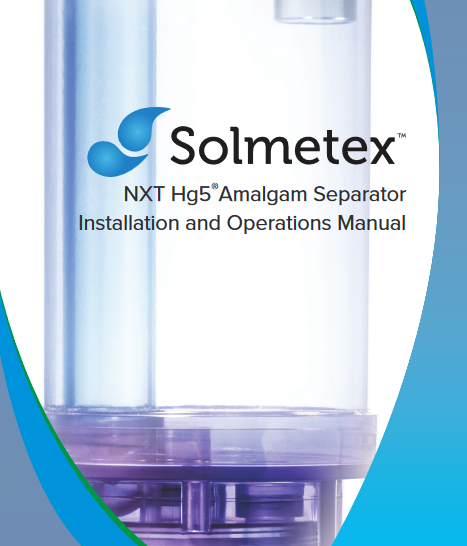 Solmetex™
NXT Hg5® Amalgam Separator
Installation and Operations Manual